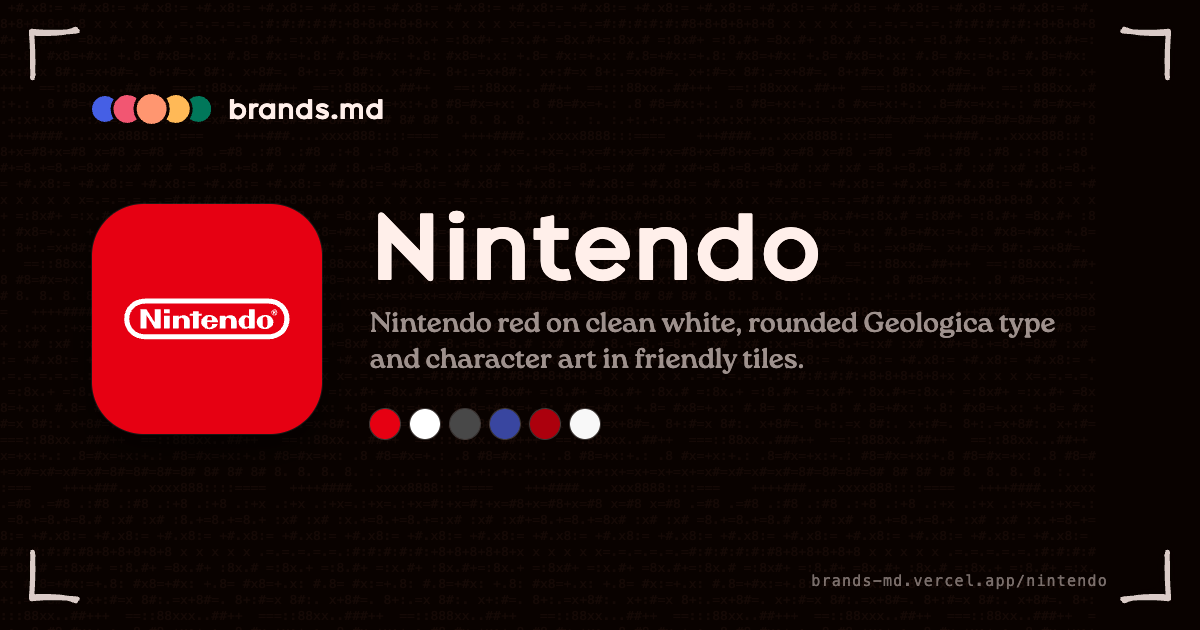 brands.md
Nintendo®
Nintendo
Nintendo red on clean white, rounded Geologica type
and character art in friendly tiles.
brands-md.vercel.app/nintendo